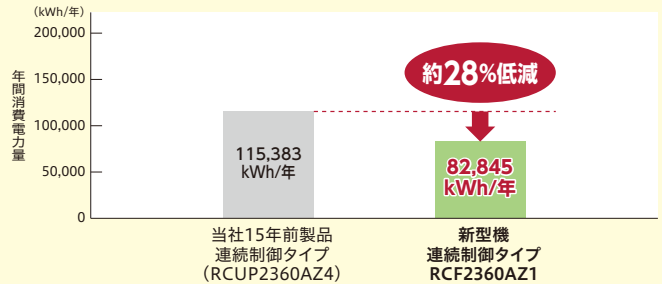 (kWh/年)
200,000
150,000
100,000
50,000
0
年間消費電力量
約28%低減
115,383
kWh/年
82,845
kWh/年
当社15年前製品
連続制御タイプ
(RCUP2360AZ4)
新型機
連続制御タイプ
RCF2360AZ1